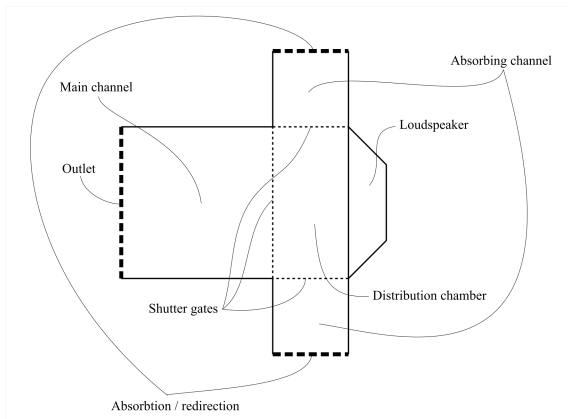 Absorbing channel
Main channel
Loudspeaker
Outlet
Shutter gates
Distribution chamber
Absorbtion / redirection